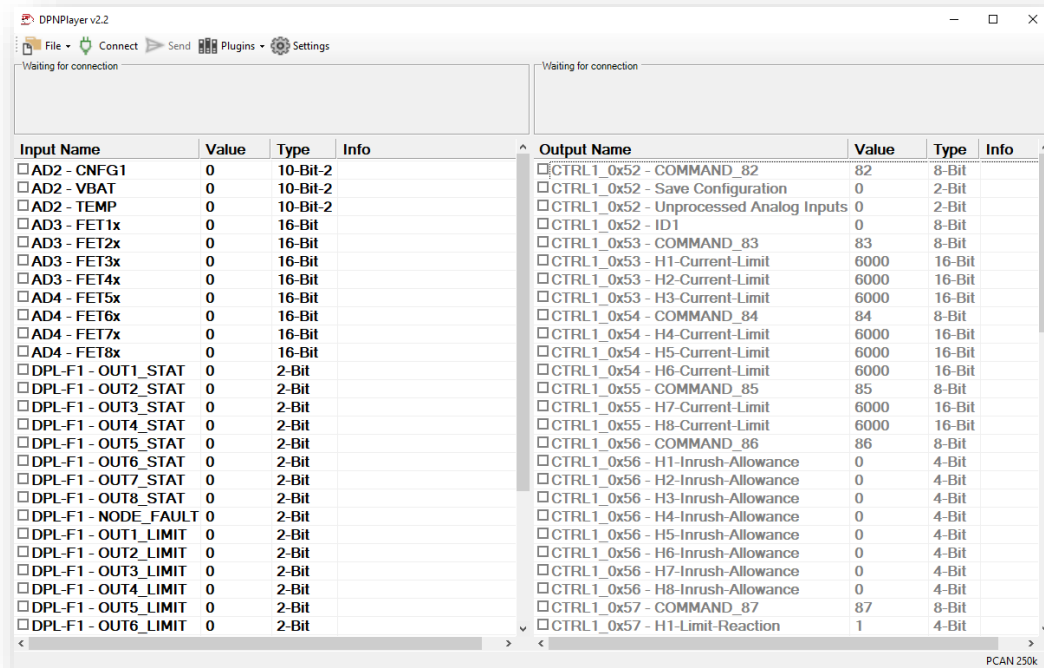 DPNPlayer v2.2
File Connect Send Plugins Settings
Waiting for connection
Waiting for connection
Input Name Value Type Info
AD2 - CNFG1 0 10-Bit-2
AD2 - VBAT 0 10-Bit-2
AD2 - TEMP 0 10-Bit-2
AD3 - FET1x 0 16-Bit
AD3 - FET2x 0 16-Bit
AD3 - FET3x 0 16-Bit
AD3 - FET4x 0 16-Bit
AD4 - FET5x 0 16-Bit
AD4 - FET6x 0 16-Bit
AD4 - FET7x 0 16-Bit
AD4 - FET8x 0 16-Bit
DPL-F1 - OUT1_STAT 0 2-Bit
DPL-F1 - OUT2_STAT 0 2-Bit
DPL-F1 - OUT3_STAT 0 2-Bit
DPL-F1 - OUT4_STAT 0 2-Bit
DPL-F1 - OUT5_STAT 0 2-Bit
DPL-F1 - OUT6_STAT 0 2-Bit
DPL-F1 - OUT7_STAT 0 2-Bit
DPL-F1 - OUT8_STAT 0 2-Bit
DPL-F1 - NODE_FAULT 0 2-Bit
DPL-F1 - OUT1_LIMIT 0 2-Bit
DPL-F1 - OUT2_LIMIT 0 2-Bit
DPL-F1 - OUT3_LIMIT 0 2-Bit
DPL-F1 - OUT4_LIMIT 0 2-Bit
DPL-F1 - OUT5_LIMIT 0 2-Bit
DPL-F1 - OUT6_LIMIT 0 2-Bit
Output Name Value Type Info
CTRL1_0x52 - COMMAND_82 82 8-Bit
CTRL1_0x52 - Save Configuration 0 2-Bit
CTRL1_0x52 - Unprocessed Analog Inputs 0 2-Bit
CTRL1_0x52 - ID1 0 8-Bit
CTRL1_0x53 - COMMAND_83 83 8-Bit
CTRL1_0x53 - H1-Current-Limit 6000 16-Bit
CTRL1_0x53 - H2-Current-Limit 6000 16-Bit
CTRL1_0x53 - H3-Current-Limit 6000 16-Bit
CTRL1_0x54 - COMMAND_84 84 8-Bit
CTRL1_0x54 - H4-Current-Limit 6000 16-Bit
CTRL1_0x54 - H5-Current-Limit 6000 16-Bit
CTRL1_0x54 - H6-Current-Limit 6000 16-Bit
CTRL1_0x55 - COMMAND_85 85 8-Bit
CTRL1_0x55 - H7-Current-Limit 6000 16-Bit
CTRL1_0x55 - H8-Current-Limit 6000 16-Bit
CTRL1_0x56 - COMMAND_86 86 8-Bit
CTRL1_0x56 - H1-Inrush-Allowance 0 4-Bit
CTRL1_0x56 - H2-Inrush-Allowance 0 4-Bit
CTRL1_0x56 - H3-Inrush-Allowance 0 4-Bit
CTRL1_0x56 - H4-Inrush-Allowance 0 4-Bit
CTRL1_0x56 - H5-Inrush-Allowance 0 4-Bit
CTRL1_0x56 - H6-Inrush-Allowance 0 4-Bit
CTRL1_0x56 - H7-Inrush-Allowance 0 4-Bit
CTRL1_0x56 - H8-Inrush-Allowance 0 4-Bit
CTRL1_0x57 - COMMAND_87 87 8-Bit
CTRL1_0x57 - H1-Limit-Reaction 1 4-Bit
PCAN 250k